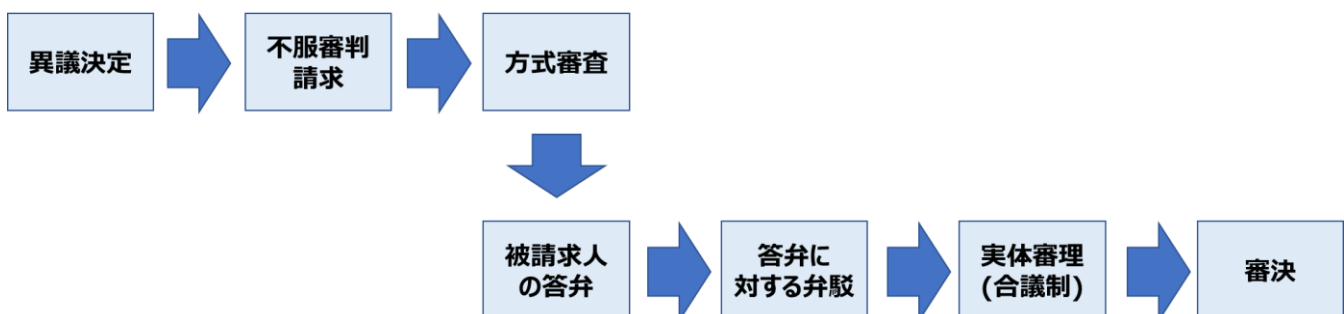 異議決定
不服審判
請求
方式審査
被請求人
の答弁
答弁に
対する弁駁
実体審理
(合議制)
審決